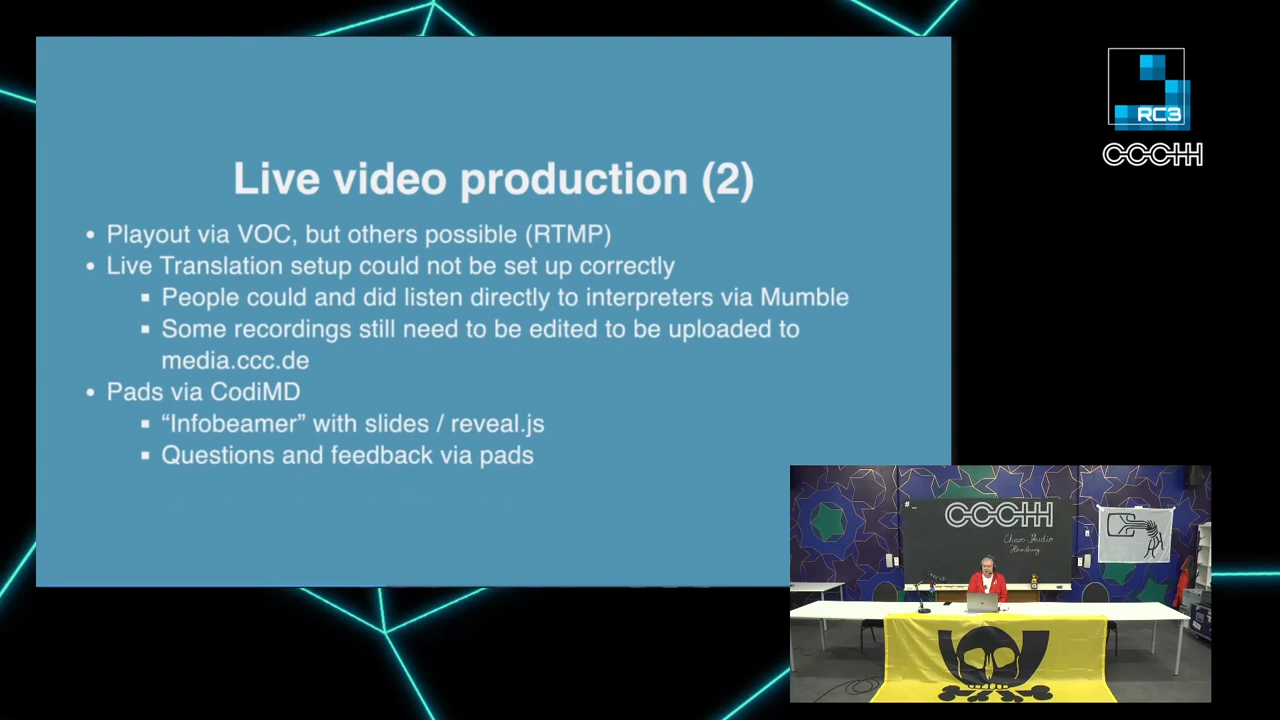 Live video production (2)
• Playout via VOC, but others possible (RTMP)
• Live Translation setup could not be set up correctly
▪ People could and did listen directly to interpreters via Mumble
▪ Some recordings still need to be edited to be uploaded to
media.ccc.de
• Pads via CodiMD
▪ “Infobeamer” with slides / reveal.js
▪ Questions and feedback via pads
RC3
CCCHH
#_
CCCHH
Chaos-Studio
Hamburg